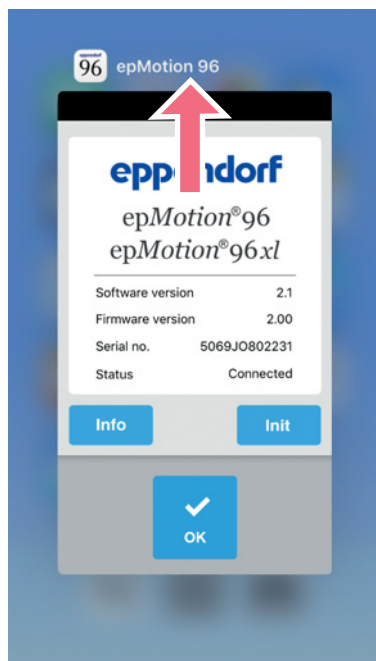 eppendorf
96 epMotion 96
epMotion®96
epMotion®96xl
Software version 2.1
Firmware version 2.00
Serial no. 5069JO802231
Status Connected
Info Init
OK